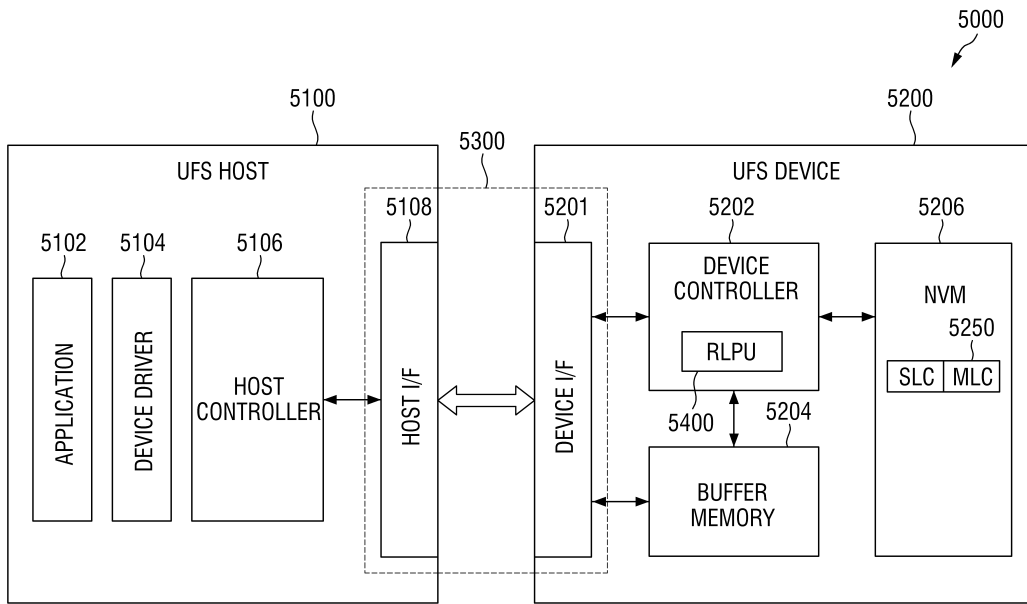 5000
5100
5200
UFS HOST
5300
UFS DEVICE
5108
5201
5202
5206
5102
5104
5106
APPLICATION
DEVICE DRIVER
HOST
CONTROLLER
HOST I/F
DEVICE I/F
DEVICE
CONTROLLER
RLPU
5400
5204
BUFFER
MEMORY
NVM
5250
SLC
MLC